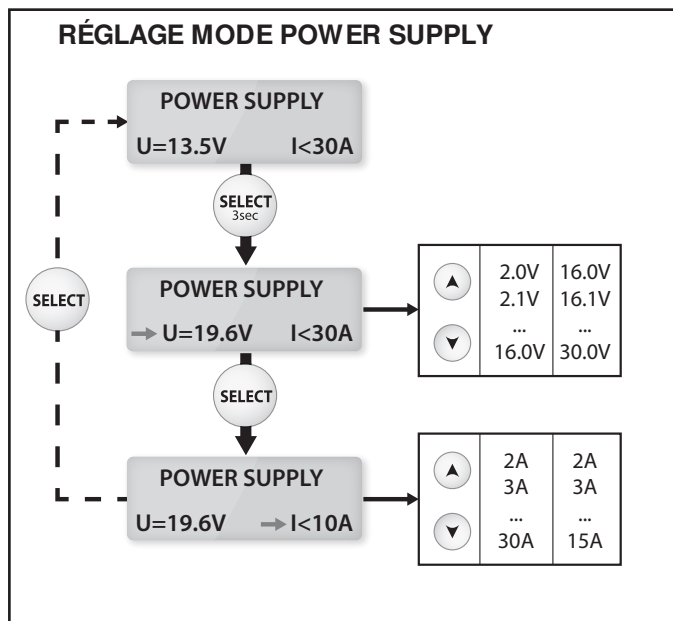 RÉGLAGE MODE POWER SUPPLY
POWER SUPPLY
U=13.5V I<30A
SELECT
3sec
SELECT
POWER SUPPLY
U=19.6V I<30A
2.0V 16.0V
2.1V 16.1V
... ...
16.0V 30.0V
SELECT
POWER SUPPLY
U=19.6V I<10A
2A 2A
3A 3A
... ...
30A 15A